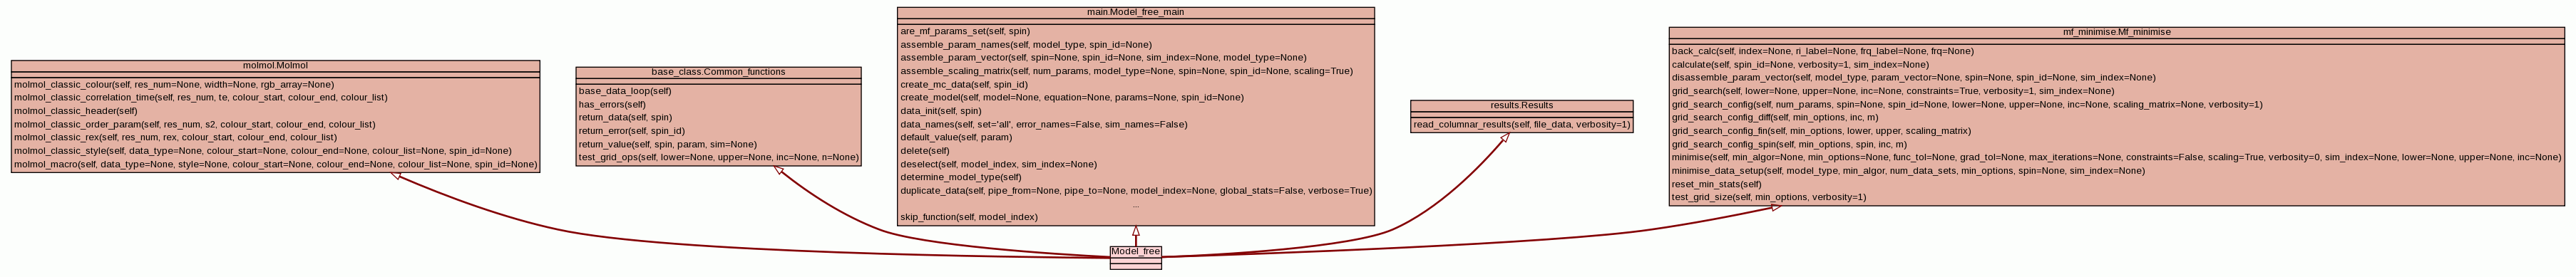 molmol.Molmol
molmol_classic_colour(self, res_num=None, width=None, rgb_array=None)
molmol_classic_correlation_time(self, res_num, te, colour_start, colour_end, colour_list)
molmol_classic_header(self)
molmol_classic_order_param(self, res_num, s2, colour_start, colour_end, colour_list)
molmol_classic_rex(self, res_num, rex, colour_start, colour_end, colour_list)
molmol_classic_style(self, data_type=None, colour_start=None, colour_end=None, colour_list=None, spin_id=None)
molmol_macro(self, data_type=None, style=None, colour_start=None, colour_end=None, colour_list=None, spin_id=None)
base_class.Common_functions
base_data_loop(self)
has_errors(self)
return_data(self, spin)
return_error(self, spin_id)
return_value(self, spin, param, sim=None)
test_grid_ops(self, lower=None, upper=None, inc=None, n=None)
main.Model_free_main
are_mf_params_set(self, spin)
assemble_param_names(self, model_type, spin_id=None)
assemble_param_vector(self, spin=None, spin_id=None, sim_index=None, model_type=None)
assemble_scaling_matrix(self, num_params, model_type=None, spin=None, spin_id=None, scaling=True)
create_mc_data(self, spin_id)
create_model(self, model=None, equation=None, params=None, spin_id=None)
data_init(self, spin)
data_names(self, set='all', error_names=False, sim_names=False)
default_value(self, param)
delete(self)
deselect(self, model_index, sim_index=None)
determine_model_type(self)
duplicate_data(self, pipe_from=None, pipe_to=None, model_index=None, global_stats=False, verbose=True)
...
skip_function(self, model_index)
results.Results
read_columnar_results(self, file_data, verbosity=1)
mf_minimise.Mf_minimise
back_calc(self, index=None, ri_label=None, frq_label=None, frq=None)
calculate(self, spin_id=None, verbosity=1, sim_index=None)
disassemble_param_vector(self, model_type, param_vector=None, spin=None, spin_id=None, sim_index=None)
grid_search(self, lower=None, upper=None, inc=None, constraints=True, verbosity=1, sim_index=None)
grid_search_config(self, num_params, spin=None, spin_id=None, lower=None, upper=None, inc=None, scaling_matrix=None, verbosity=1)
grid_search_config_diff(self, min_options, inc, m)
grid_search_config_fin(self, min_options, lower, upper, scaling_matrix)
grid_search_config_spin(self, min_options, spin, inc, m)
minimise(self, min_algor=None, min_options=None, func_tol=None, grad_tol=None, max_iterations=None, constraints=False, scaling=True, verbosity=0, sim_index=None, lower=None, upper=None, inc=None)
minimise_data_setup(self, model_type, min_algor, num_data_sets, min_options, spin=None, sim_index=None)
reset_min_stats(self)
test_grid_size(self, min_options, verbosity=1)
Model_free